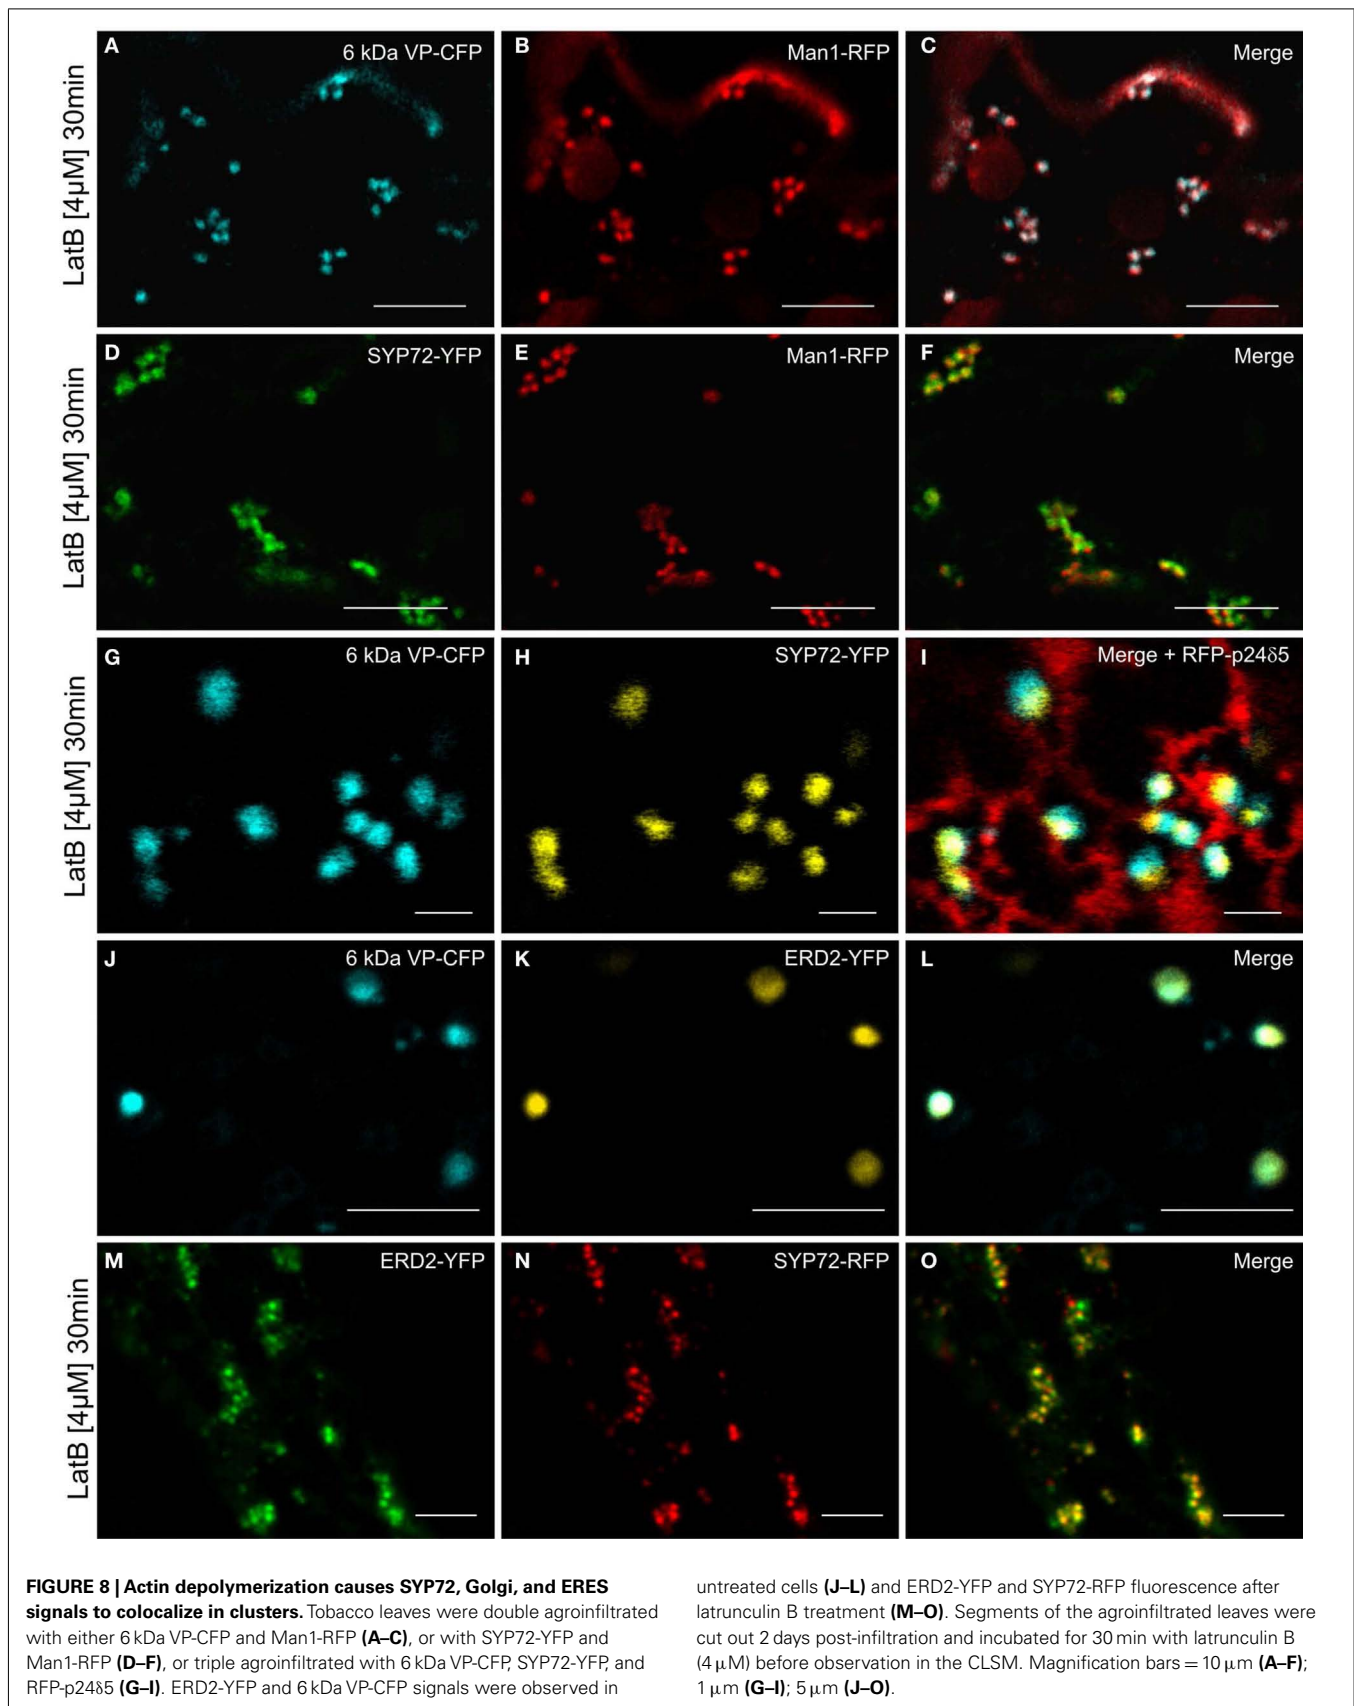 LatB [4µM] 30min
A
6 kDa VP-CFP
B
Man1-RFP
C
Merge
LatB [4µM] 30min
D
SYP72-YFP
E
Man1-RFP
F
Merge
LatB [4µM] 30min
G
6 kDa VP-CFP
H
SYP72-YFP
I
Merge + RFP-p24δ5
J
6 kDa VP-CFP
K
ERD2-YFP
L
Merge
LatB [4µM] 30min
M
ERD2-YFP
N
SYP72-RFP
O
Merge
FIGURE 8 | Actin depolymerization causes SYP72, Golgi, and ERES
signals to colocalize in clusters. Tobacco leaves were double agroinfiltrated
with either 6 kDa VP-CFP and Man1-RFP (A–C), or with SYP72-YFP and
Man1-RFP (D–F), or triple agroinfiltrated with 6 kDa VP-CFP, SYP72-YFP, and
RFP-p24δ5 (G–I). ERD2-YFP and 6 kDa VP-CFP signals were observed in
untreated cells (J–L) and ERD2-YFP and SYP72-RFP fluorescence after
latrunculin B treatment (M–O). Segments of the agroinfiltrated leaves were
cut out 2 days post-infiltration and incubated for 30 min with latrunculin B
(4 µM) before observation in the CLSM. Magnification bars = 10 µm (A–F);
1 µm (G–I); 5 µm (J–O).